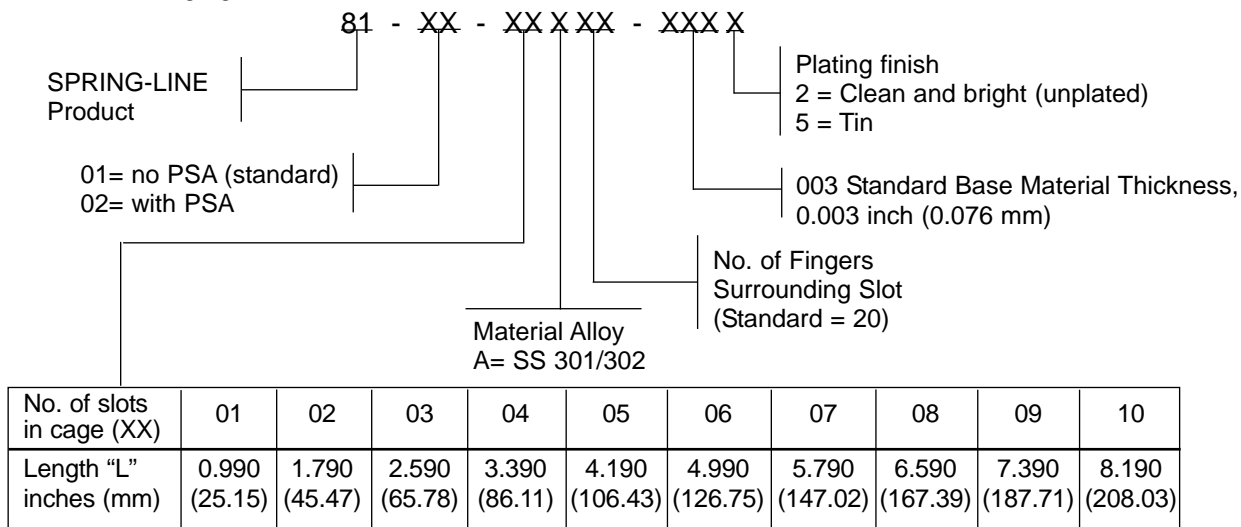 81 - XX - XX X XX - XXX X
SPRING-LINE
Product
Plating finish
2 = Clean and bright (unplated)
5 = Tin
01= no PSA (standard)
02= with PSA
003 Standard Base Material Thickness,
0.003 inch (0.076 mm)
No. of Fingers
Surrounding Slot
(Standard = 20)
Material Alloy
A= SS 301/302
No. of slots
in cage (XX) 01 02 03 04 05 06 07 08 09 10
Length “L” 0.990 1.790 2.590 3.390 4.190 4.990 5.790 6.590 7.390 8.190
inches (mm) (25.15) (45.47) (65.78) (86.11) (106.43) (126.75) (147.02) (167.39) (187.71) (208.03)